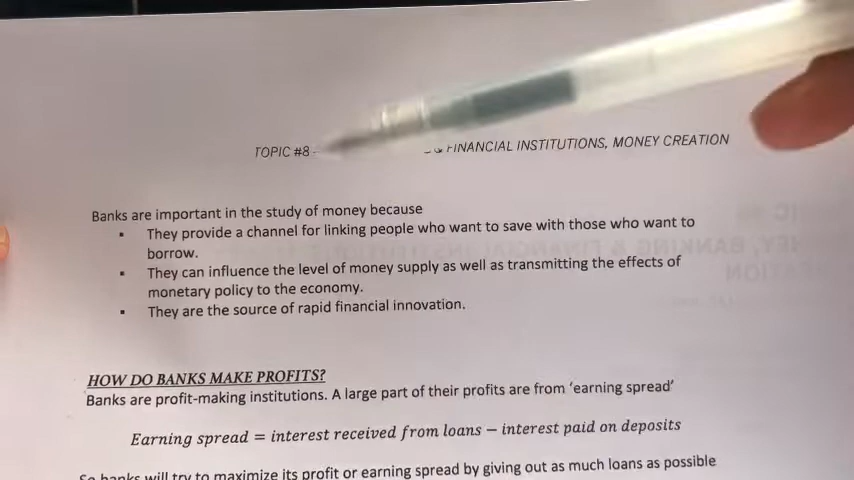 TOPIC #8
FINANCIAL INSTITUTIONS, MONEY CREATION
Banks are important in the study of money because
▪ They provide a channel for linking people who want to save with those who want to
borrow.
▪ They can influence the level of money supply as well as transmitting the effects of
monetary policy to the economy.
▪ They are the source of rapid financial innovation.
HOW DO BANKS MAKE PROFITS?
Banks are profit-making institutions. A large part of their profits are from ‘earning spread’
Earning spread = interest received from loans − interest paid on deposits
So banks will try to maximize its profit or earning spread by giving out as much loans as possible